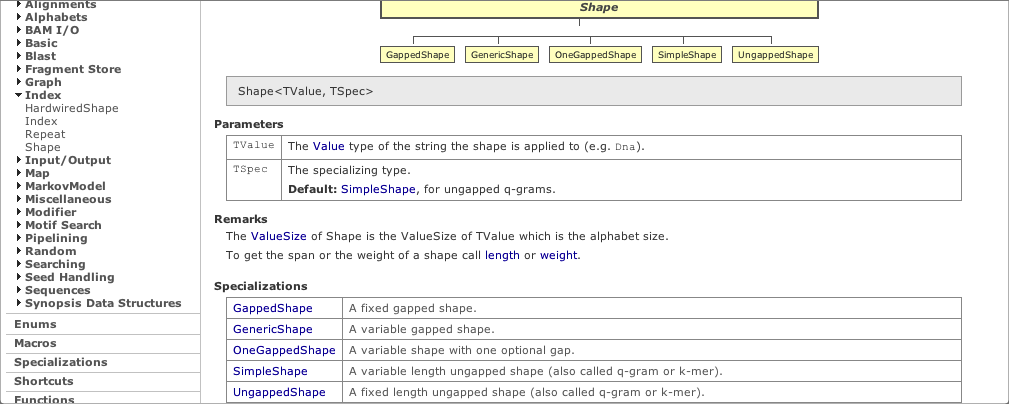 Alignments
Alphabets
BAM I/O
Basic
Blast
Fragment Store
Graph
Index
HardwiredShape
Index
Repeat
Shape
Input/Output
Map
MarkovModel
Miscellaneous
Modifier
Motif Search
Pipelining
Random
Searching
Seed Handling
Sequences
Synopsis Data Structures
Enums
Macros
Specializations
Shortcuts
Functions
Shape
GappedShape GenericShape OneGappedShape SimpleShape UngappedShape
Shape<TValue, TSpec>
Parameters
TValue The Value type of the string the shape is applied to (e.g. Dna).
TSpec The specializing type.
Default: SimpleShape, for ungapped q-grams.
Remarks
The ValueSize of Shape is the ValueSize of TValue which is the alphabet size.
To get the span or the weight of a shape call length or weight.
Specializations
GappedShape A fixed gapped shape.
GenericShape A variable gapped shape.
OneGappedShape A variable shape with one optional gap.
SimpleShape A variable length ungapped shape (also called q-gram or k-mer).
UngappedShape A fixed length ungapped shape (also called q-gram or k-mer).